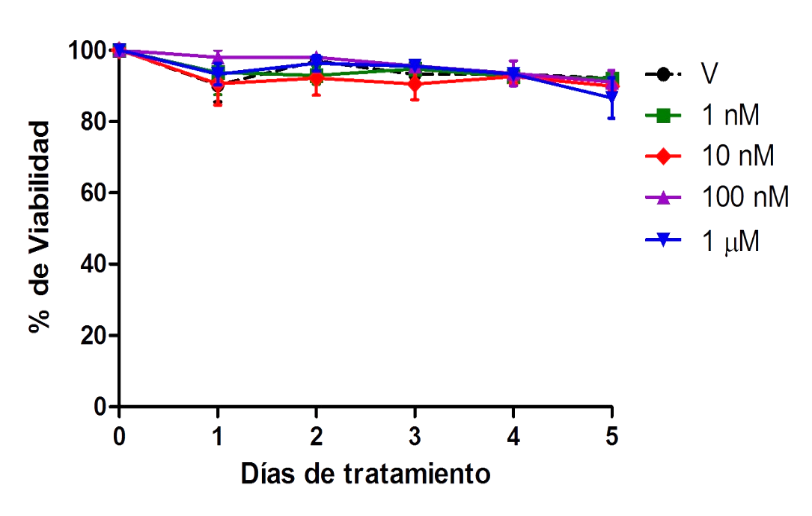 100
80
60
40
20
0
% de Viabilidad
0 1 2 3 4 5
Días de tratamiento
V
1 nM
10 nM
100 nM
1 μM